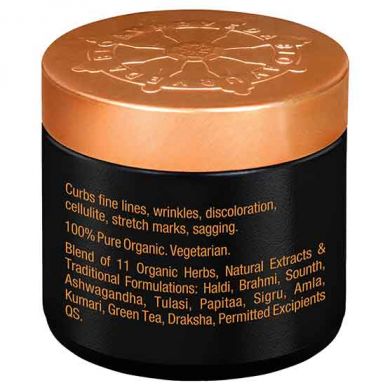 Curbs fine lines, wrinkles, discoloration,
cellulite, stretch marks, sagging.
100% Pure Organic. Vegetarian.
Blend of 11 Organic Herbs, Natural Extracts &
Traditional Formulations: Haldi, Brahmi, Sounth,
Ashwagandha, Tulasi, Papitaa, Sigru, Amla,
Kumari, Green Tea, Draksha, Permitted Excipients
QS.